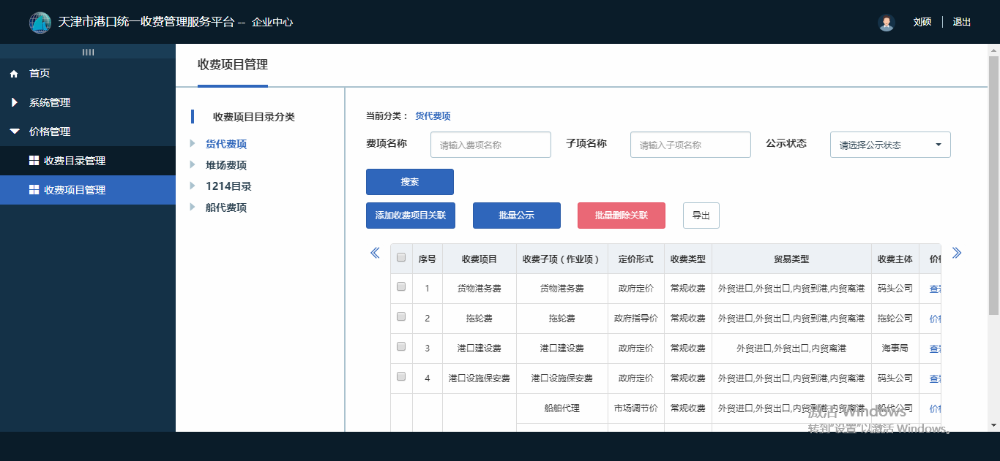 天津市港口统一收费管理服务平台 -- 企业中心
刘硕 | 退出
首页
系统管理
价格管理
收费目录管理
收费项目管理
收费项目管理
收费项目目录分类
货代费项
堆场费项
1214目录
船代费项
当前分类： 货代费项
费项名称 请输入费项名称 子项名称 请输入子项名称 公示状态 请选择公示状态
搜索
添加收费项目关联 批量公示 批量删除关联 导出
序号 收费项目 收费子项（作业项） 定价形式 收费类型 贸易类型 收费主体 价
1 货物港务费 货物港务费 政府定价 常规收费 外贸进口,外贸出口,内贸到港,内贸离港 码头公司 查
2 拖轮费 拖轮费 政府指导价 常规收费 外贸进口,外贸出口,内贸到港,内贸离港 拖轮公司 价
3 港口建设费 港口建设费 政府定价 常规收费 外贸进口,外贸出口,内贸离港 海事局 查
4 港口设施保安费 港口设施保安费 政府定价 常规收费 外贸进口,外贸出口,内贸到港,内贸离港 码头公司 查
船舶代理 市场调节价 常规收费 外贸进口,外贸出口,内贸到港,内贸离港 船代公司 价
激活 Windows
转到"设置"以激活 Windows。